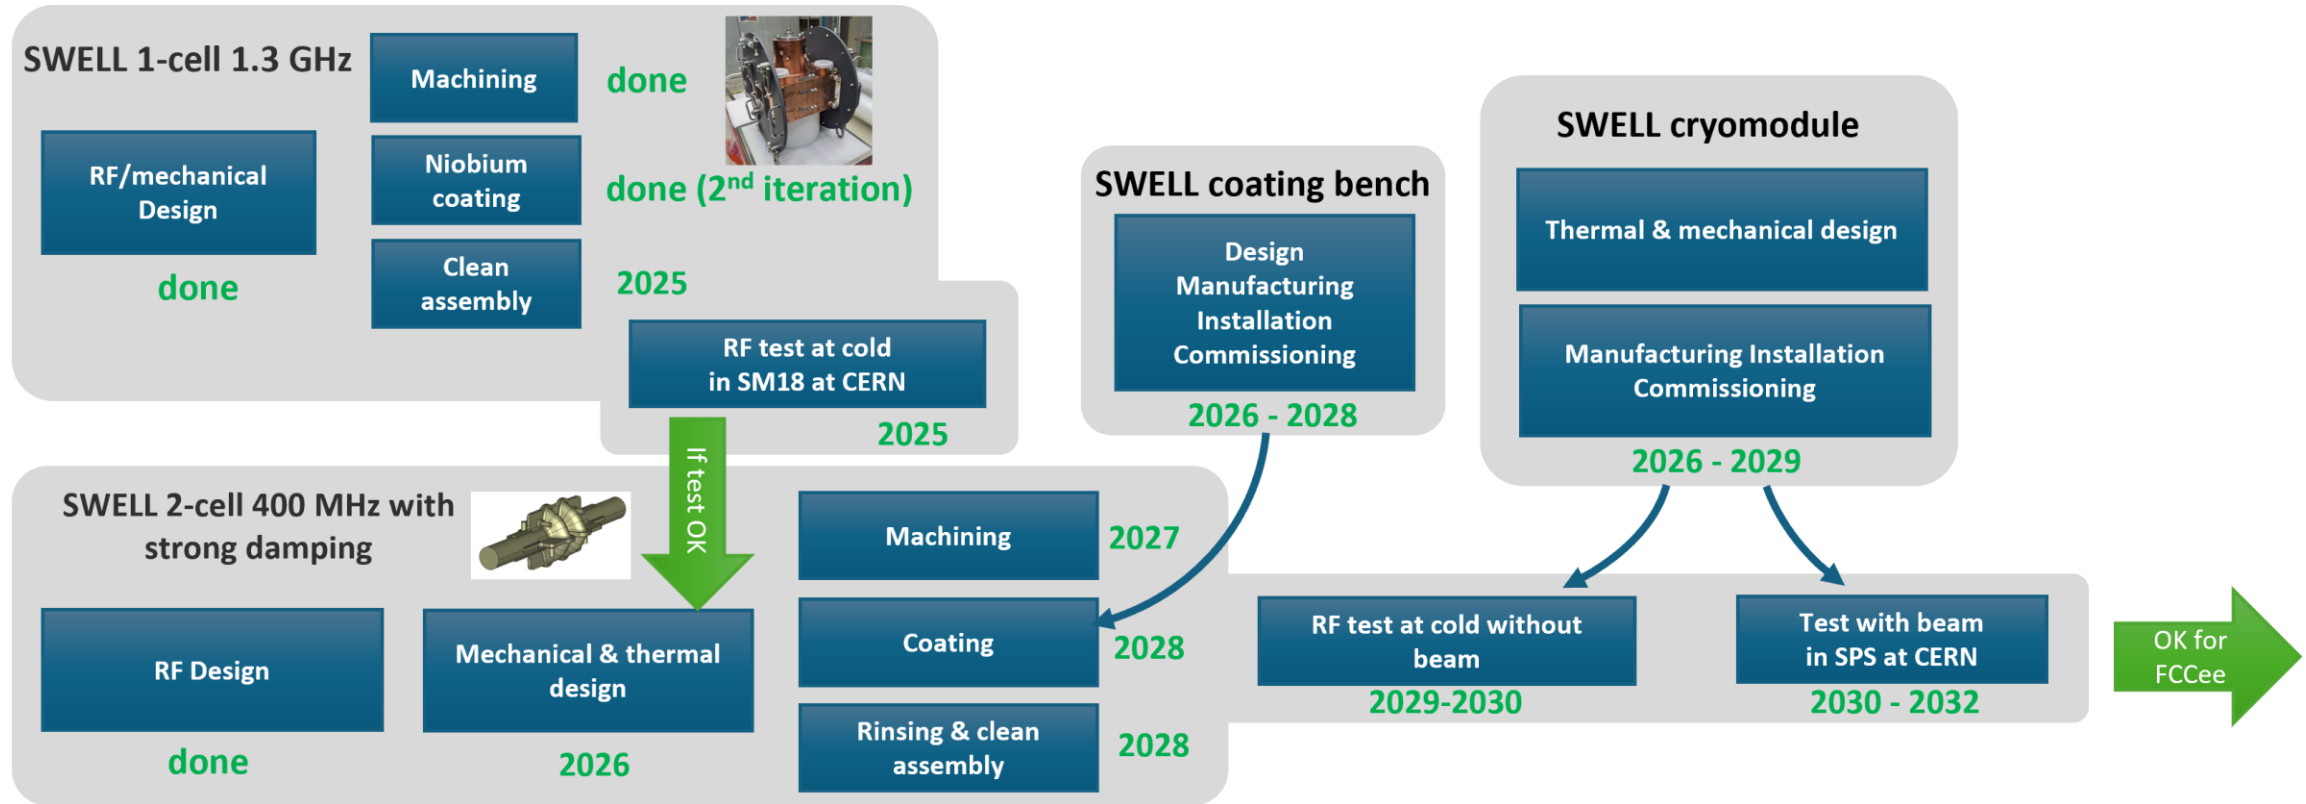 SWELL 1-cell 1.3 GHz
Machining
done
RF/mechanical
Design
done
Niobium
coating
done (2nd iteration)
Clean
assembly
2025
RF test at cold
in SM18 at CERN
2025
If test OK
SWELL coating bench
Design
Manufacturing
Installation
Commissioning
2026 - 2028
SWELL cryomodule
Thermal & mechanical design
Manufacturing Installation
Commissioning
2026 - 2029
SWELL 2-cell 400 MHz with
strong damping
RF Design
done
Mechanical & thermal
design
2026
Machining
2027
Coating
2028
Rinsing & clean
assembly
2028
RF test at cold without
beam
2029-2030
Test with beam
in SPS at CERN
2030 - 2032
OK for
FCCee